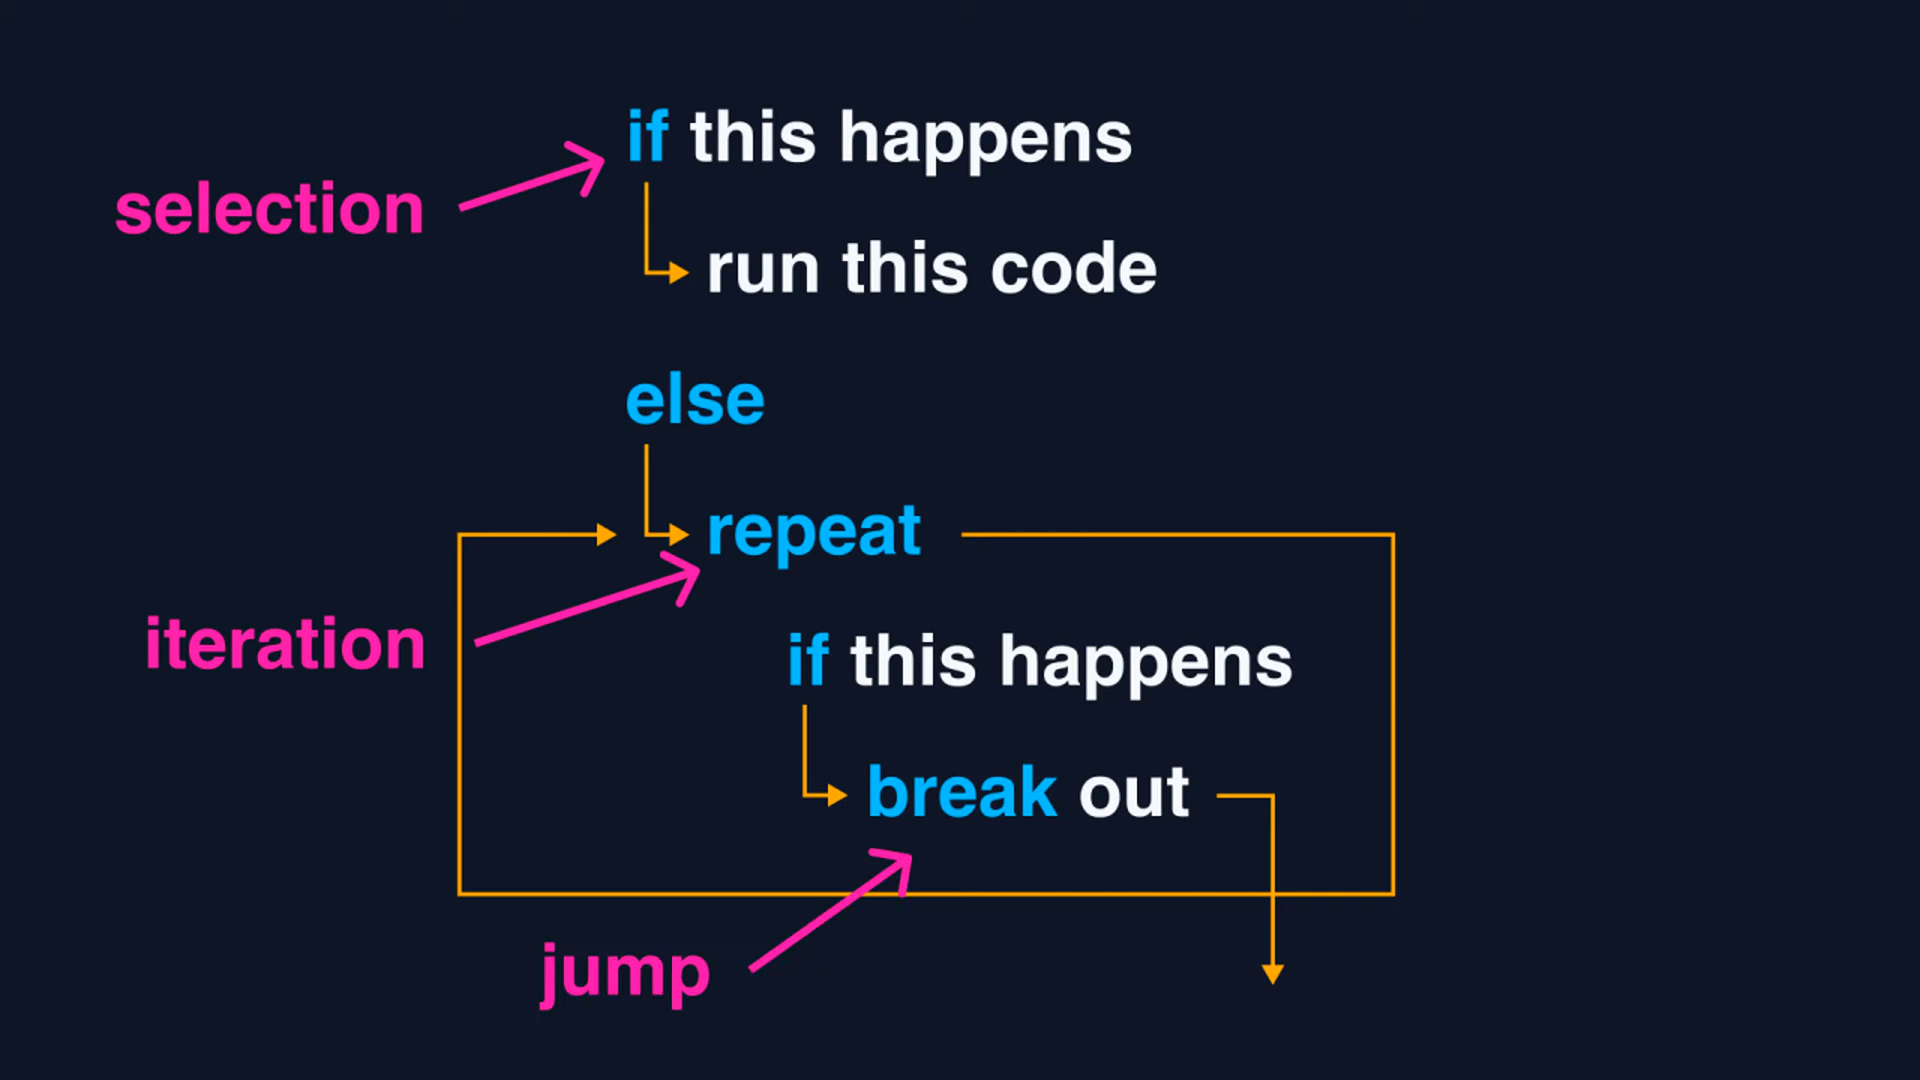 if this happens
selection
run this code
else
repeat
iteration
if this happens
break out
jump